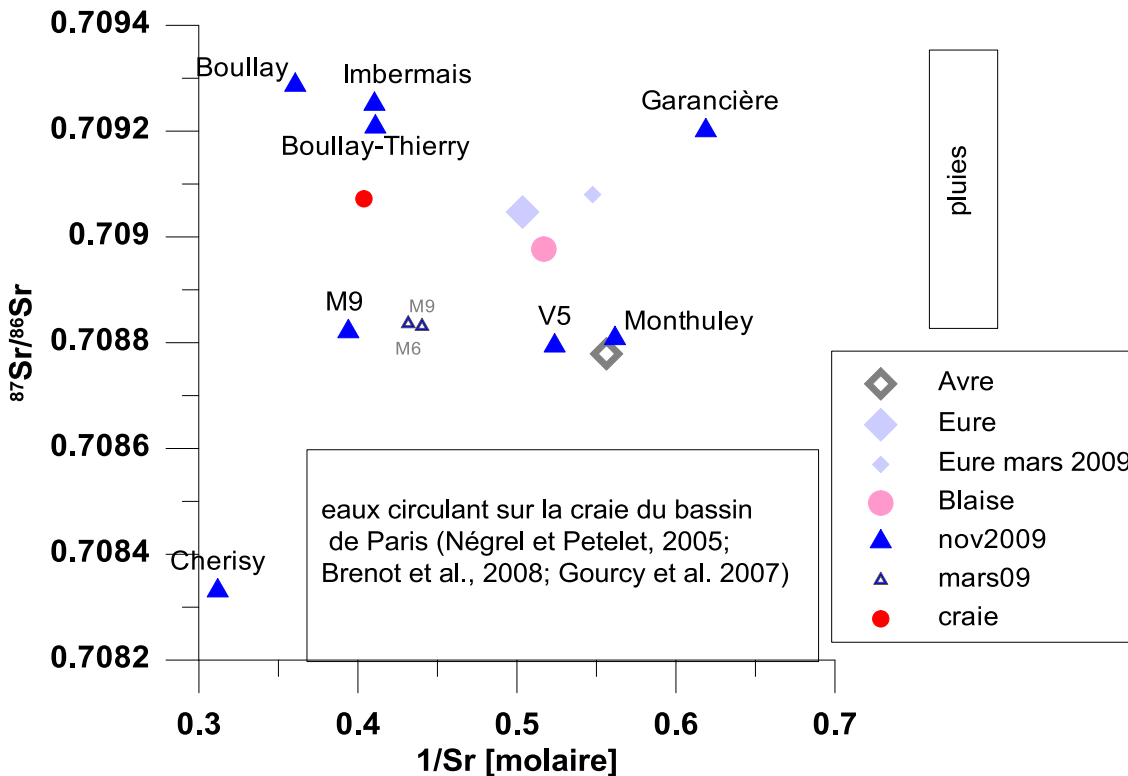 0.7094
0.7092
0.709
0.7088
0.7086
0.7084
0.7082
87Sr/86Sr
Boullay
Imbermais
Boullay-Thierry
Garancière
pluies
M9
M9
M6
V5
Monthuley
Cherisy
eaux circulant sur la craie du bassin
de Paris (Négrel et Petelet, 2005;
Brenot et al., 2008; Gourcy et al. 2007)
Avre
Eure
Eure mars 2009
Blaise
nov2009
mars09
craie
0.3 0.4 0.5 0.6 0.7
1/Sr [molaire]